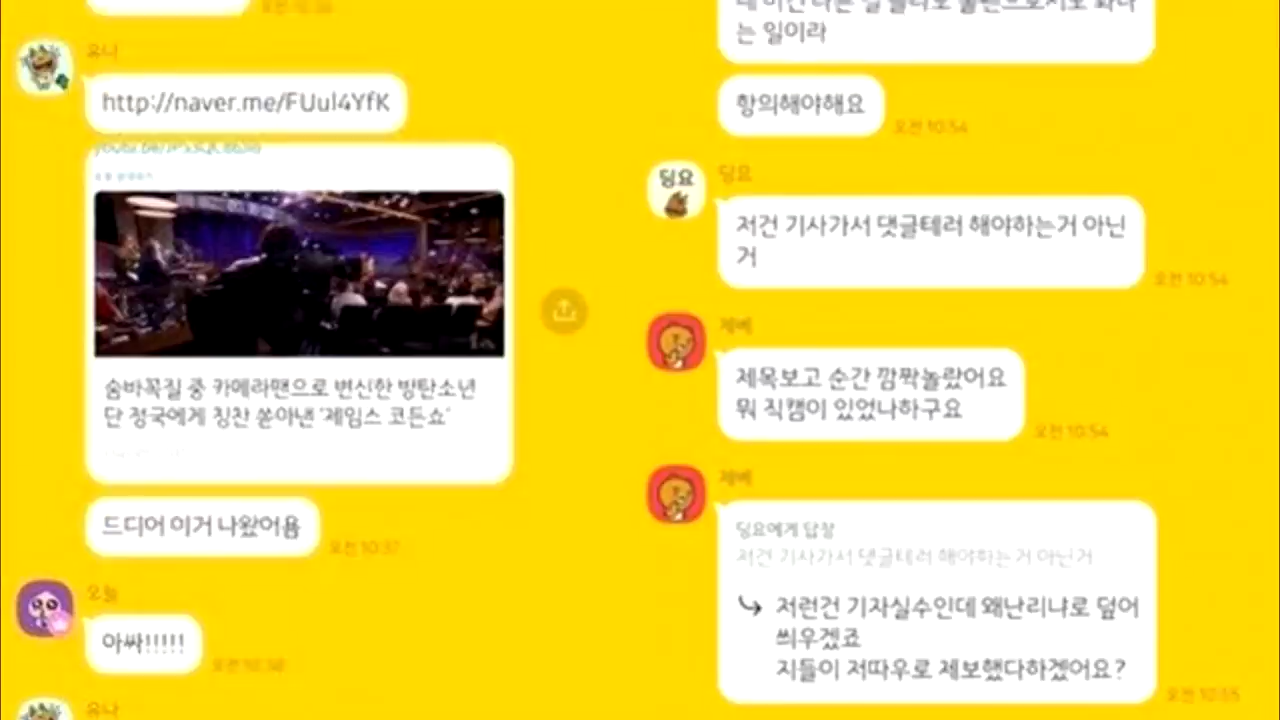 유나
http://naver.me/FUul4YfK
숨바꼭질 중 카메라맨으로 변신한 방탄소년
단 정국에게 칭찬 쏟아낸 '제임스 코든쇼'
드디어 이거 나왔어욤
오전 10:37
오늘
아싸!!!!!
오전 10:38
유나
는 일이라
항의해야해요
오전 10:54
딩요
딩요
저건 기사가서 댓글테러 해야하는거 아닌
거
오전 10:54
제베
제목보고 순간 깜짝놀랐어요
뭐 직캠이 있었나하구요
오전 10:54
제베
딩요에게 답장
저건 기사가서 댓글테러 해야하는거 아닌거
저런건 기자실수인데 왜난리냐로 덮어
씌우겠죠
지들이 저따우로 제보했다하겠어요?
오전 10:55